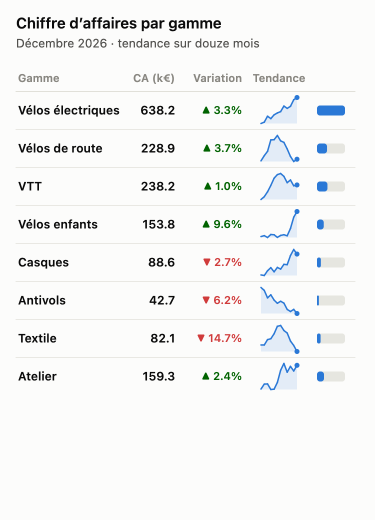 Chiffre d’affaires par gamme
Décembre 2026 · tendance sur douze mois
Gamme CA (k€) Variation Tendance
Vélos électriques 638.2 ▲ 3.3%
Vélos de route 228.9 ▲ 3.7%
VTT 238.2 ▲ 1.0%
Vélos enfants 153.8 ▲ 9.6%
Casques 88.6 ▼ 2.7%
Antivols 42.7 ▼ 6.2%
Textile 82.1 ▼ 14.7%
Atelier 159.3 ▲ 2.4%